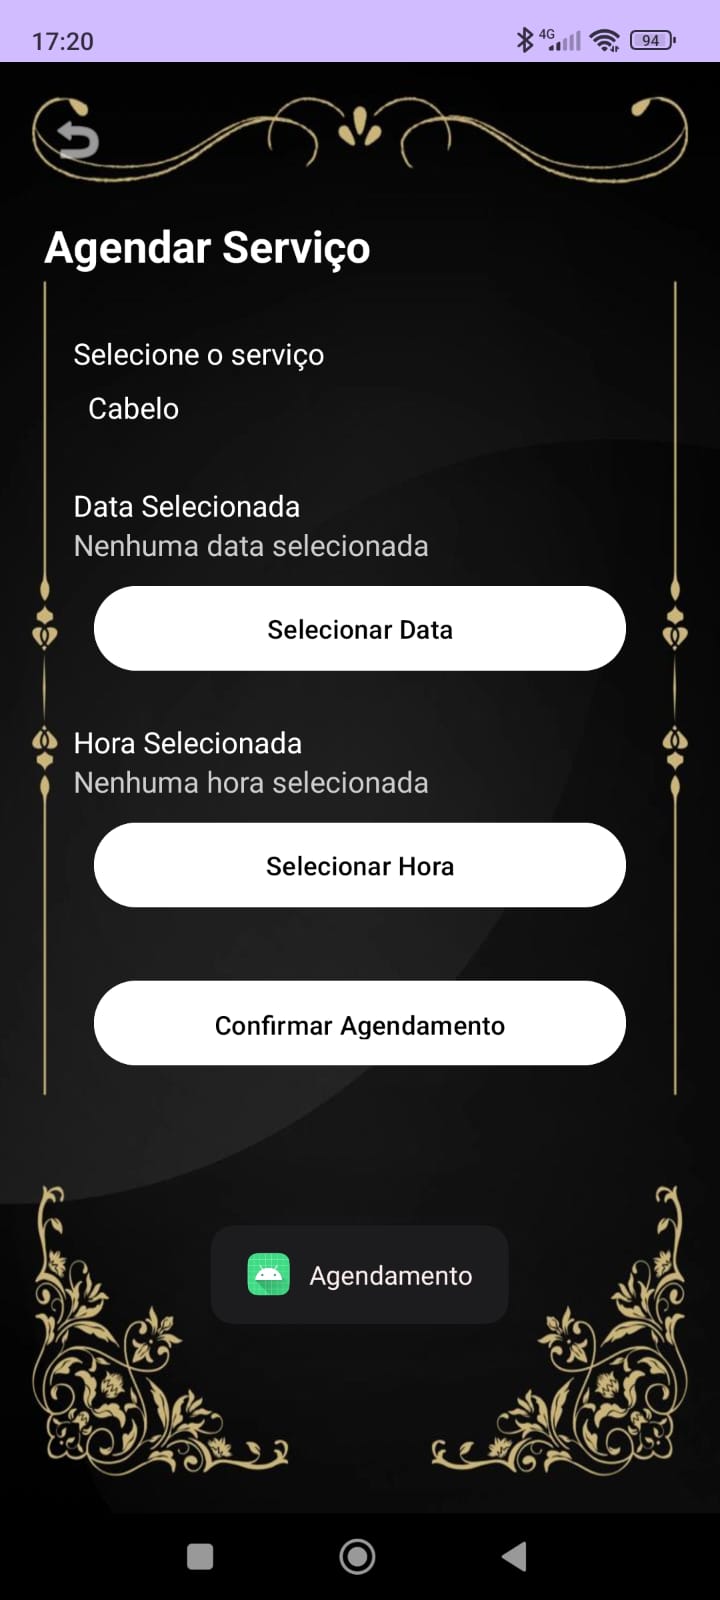 17:20
4G
94
Agendar Serviço
Selecione o serviço
Cabelo
Data Selecionada
Nenhuma data selecionada
Selecionar Data
Hora Selecionada
Nenhuma hora selecionada
Selecionar Hora
Confirmar Agendamento
Agendamento